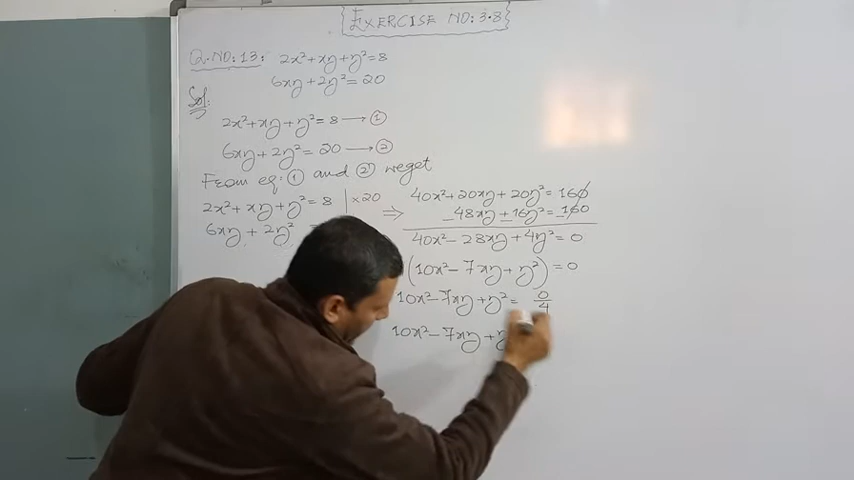 EXERCISE NO: 3.8
Q.NO:13: 2x²+xy+y²=8
6xy+2y²=20
Sol:
2x²+xy+y²=8 → ①
6xy+2y²=20 → ②
From eq: ① and ② we get
2x²+xy+y²=8 | ×20
6xy+2y²
⇒ 40x²+20xy+20y²=160
_48xy±16y²=_160
40x²-28xy+4y²=0
(10x²-7xy+y²)=0
10x²-7xy+y²= 0/4
10x²-7xy+y